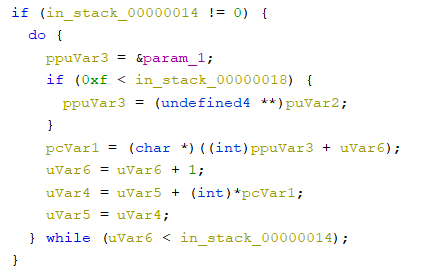 if (in_stack_00000014 != 0) {
do {
ppuVar3 = &param_1;
if (0xf < in_stack_00000018) {
ppuVar3 = (undefined4 **)puVar2;
}
pcVar1 = (char *)((int)ppuVar3 + uVar6);
uVar6 = uVar6 + 1;
uVar4 = uVar5 + (int)*pcVar1;
uVar5 = uVar4;
} while (uVar6 < in_stack_00000014);
}